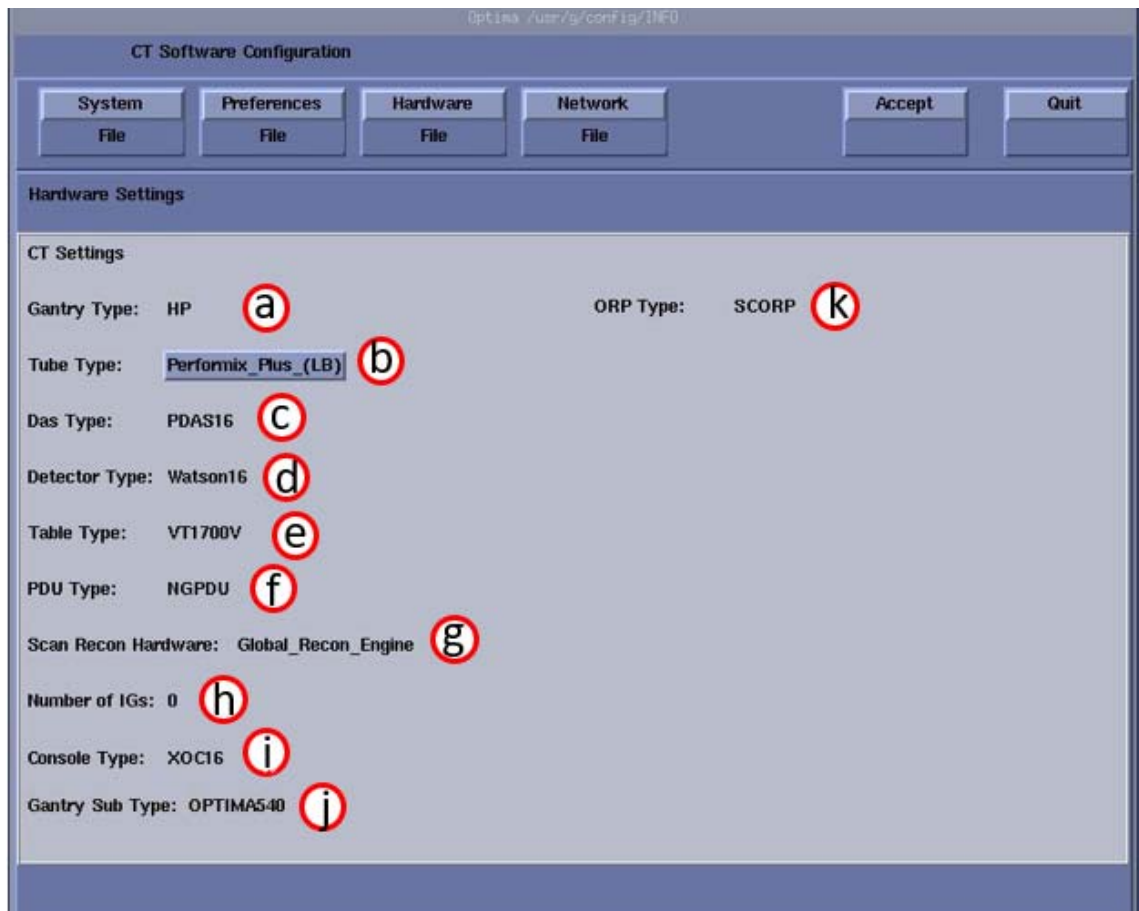 Optima /usr/g/config/INFO
CT Software Configuration
System Preferences Hardware Network Accept Quit
File File File File
Hardware Settings
CT Settings
Gantry Type: HP a ORP Type: SCORP k
Tube Type: Performix_Plus_(LB) b
Das Type: PDAS16 c
Detector Type: Watson16 d
Table Type: VT1700V e
PDU Type: NGPDU f
Scan Recon Hardware: Global_Recon_Engine g
Number of IGs: 0 h
Console Type: XOC16 i
Gantry Sub Type: OPTIMA540 j